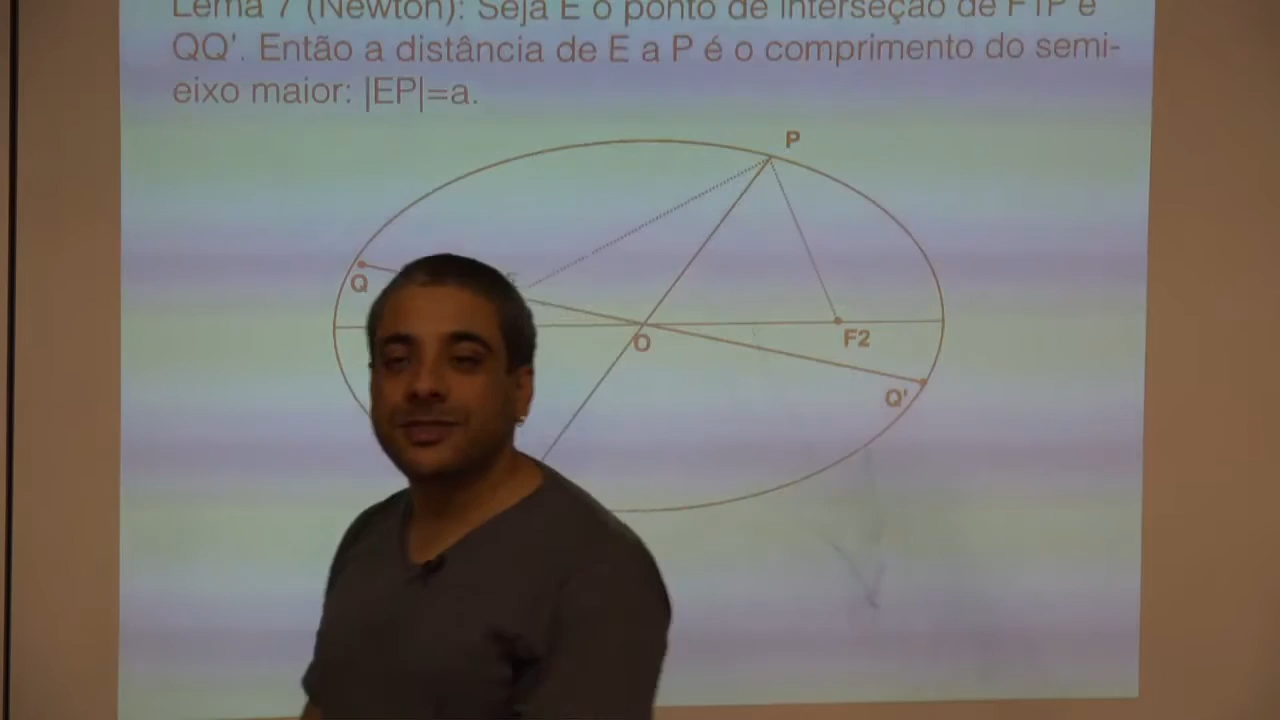 Lema 7 (Newton): Seja E o ponto de interseção de F1P e
QQ'. Então a distância de E a P é o comprimento do semi-
eixo maior: |EP|=a.
P
Q
O
F2
Q'